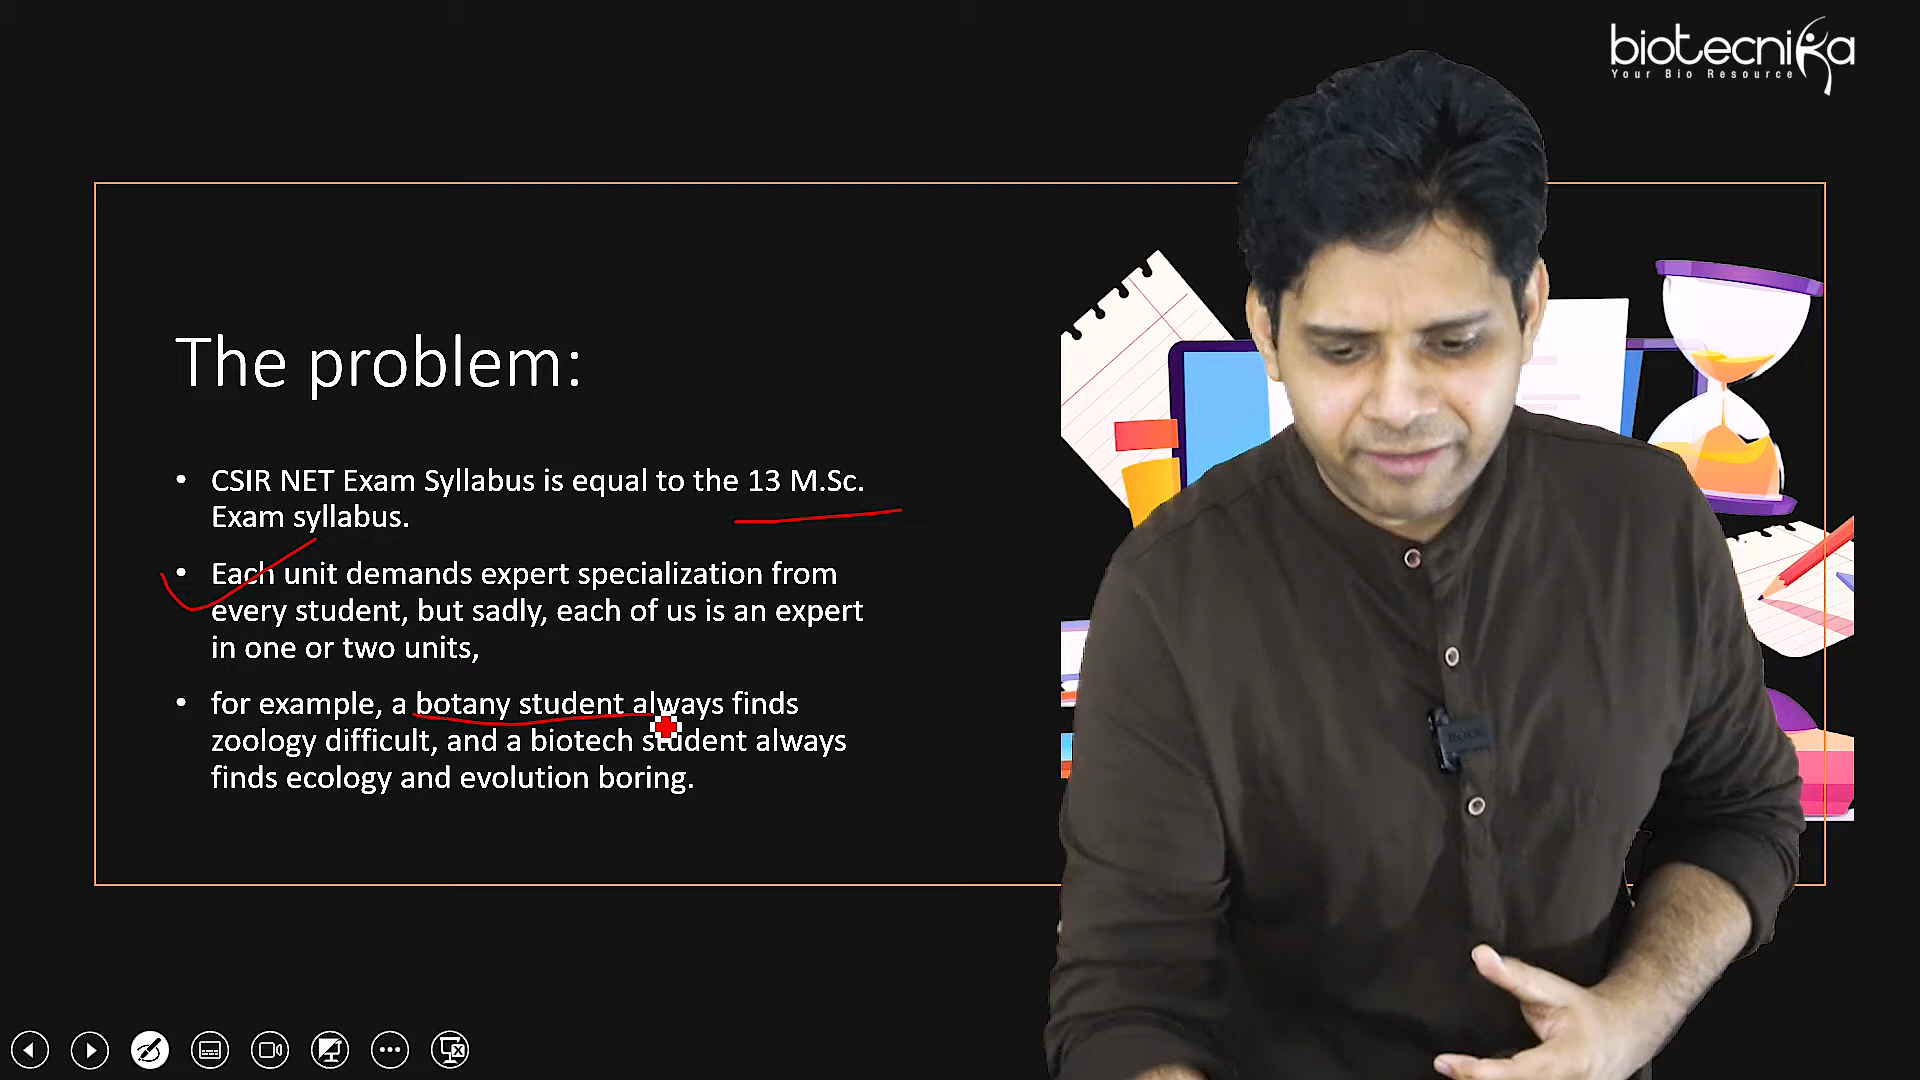 biotecnika
Your Bio Resource
The problem:
• CSIR NET Exam Syllabus is equal to the 13 M.Sc.
Exam syllabus.
• Each unit demands expert specialization from
every student, but sadly, each of us is an expert
in one or two units,
• for example, a botany student always finds
zoology difficult, and a biotech student always
finds ecology and evolution boring.